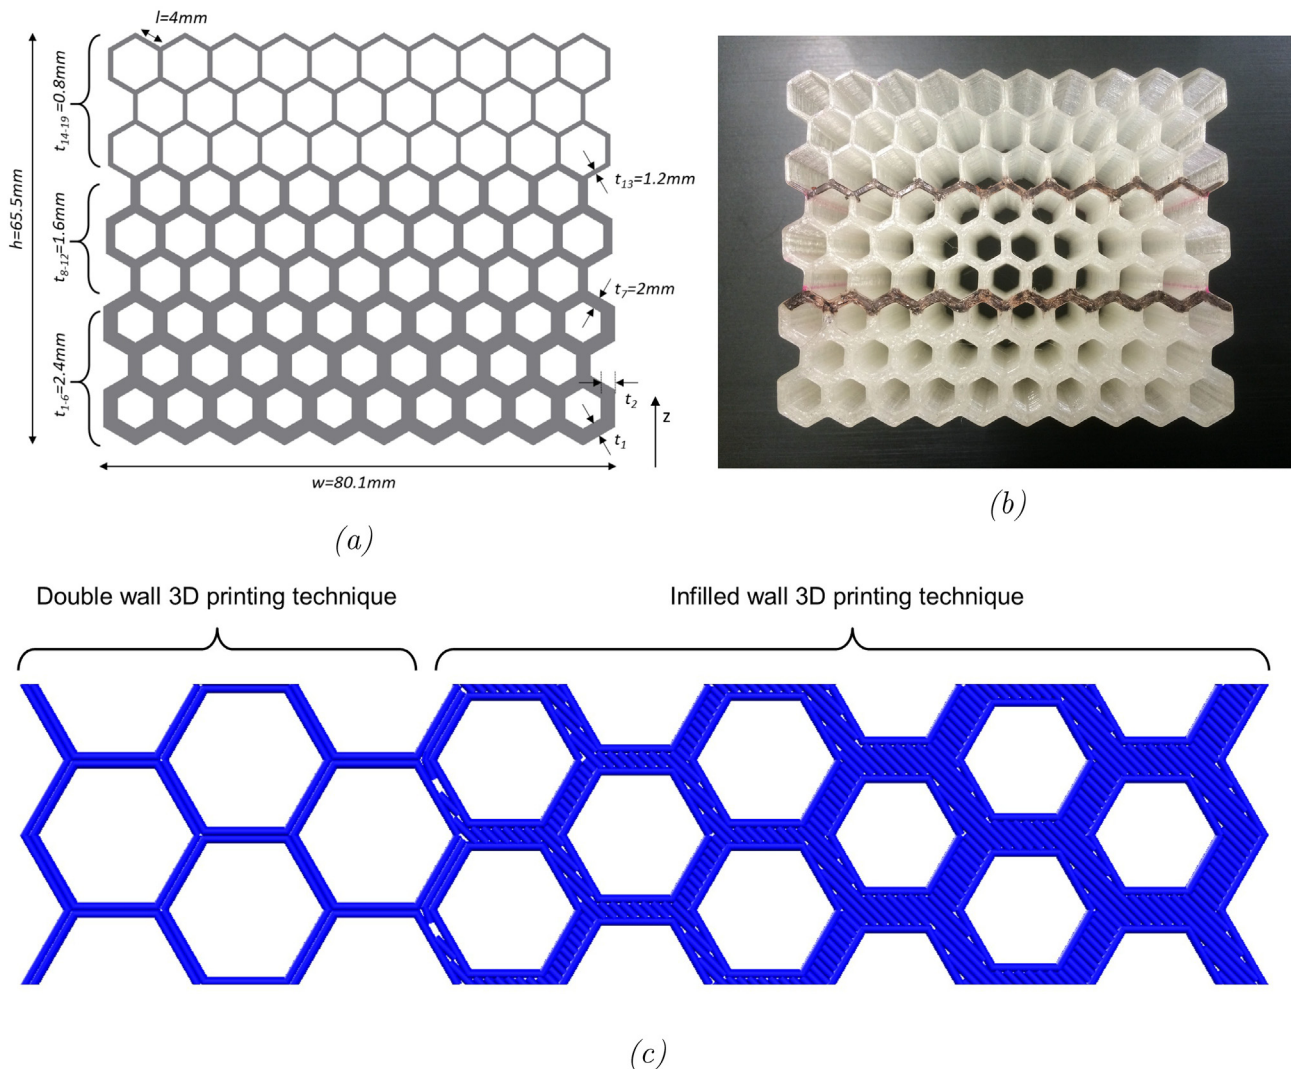 l=4mm
t14-19=0.8mm
h=65.5mm
t13=1.2mm
t8-12=1.6mm
t7=2mm
t1-6=2.4mm
t2
t1
z
w=80.1mm
(a)
(b)
Double wall 3D printing technique
Infilled wall 3D printing technique
(c)